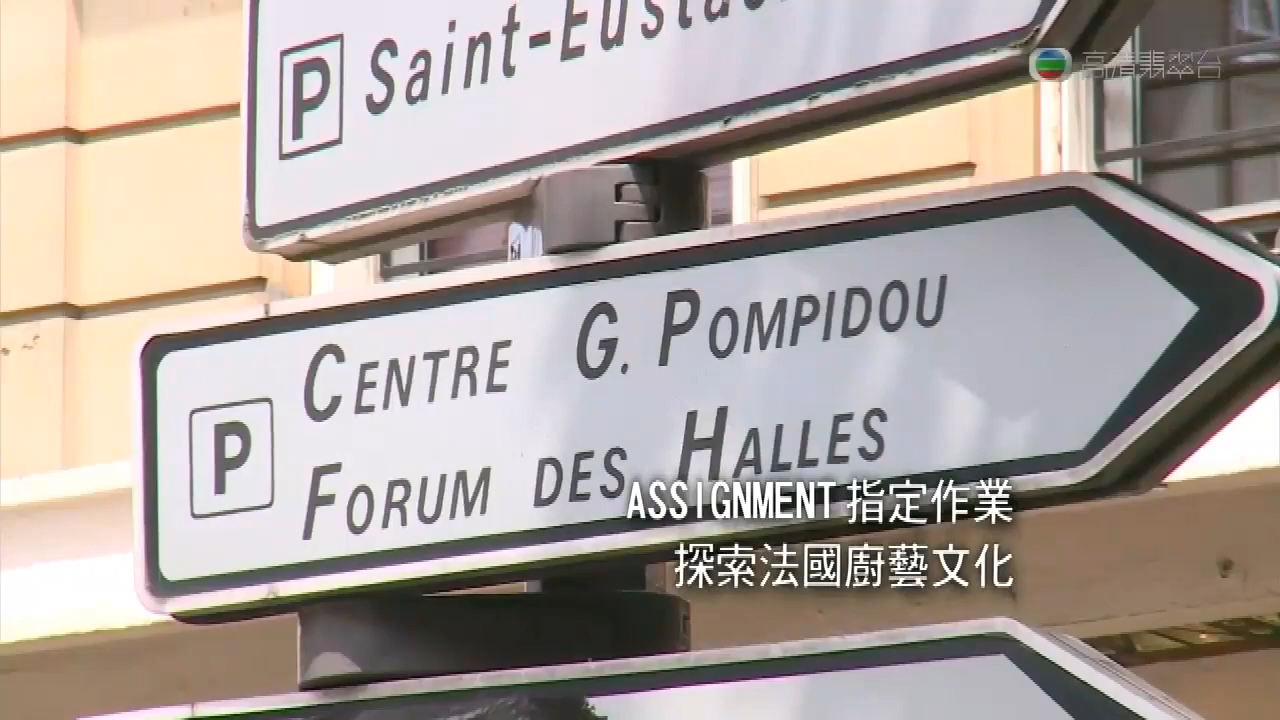 P Saint-Eustac
高清翡翠台
P CENTRE G. POMPIDOU
FORUM DES HALLES
ASSIGNMENT 指定作業
探索法國廚藝文化